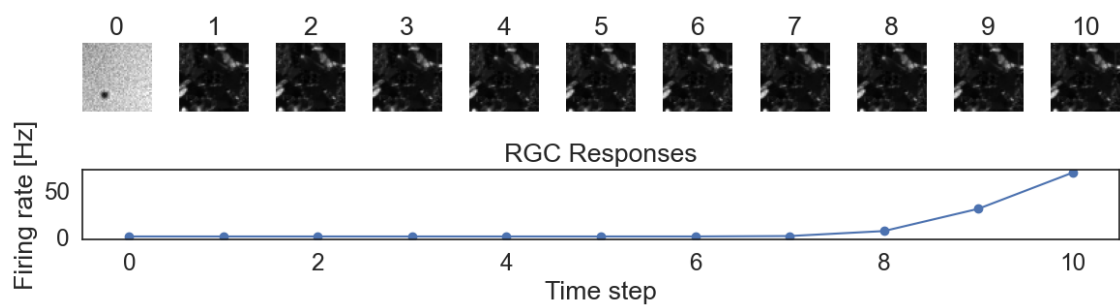 0 1 2 3 4 5 6 7 8 9 10
RGC Responses
Firing rate [Hz]
50
0
0 2 4 6 8 10
Time step